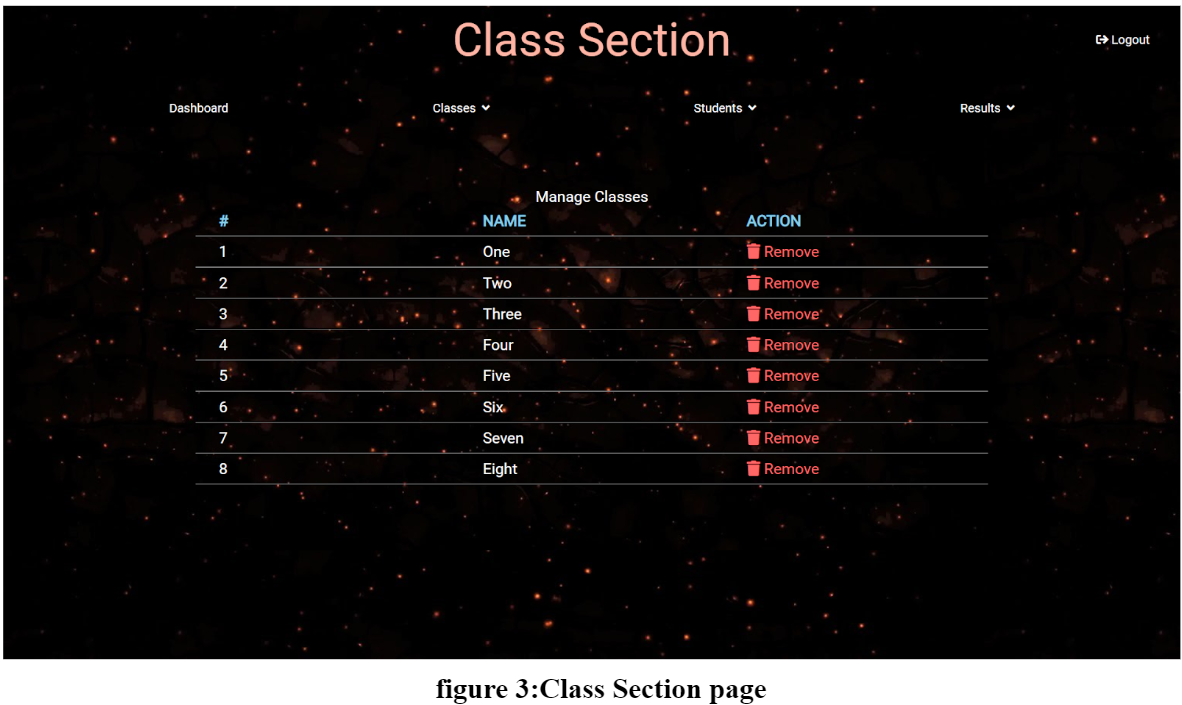 Class Section
Logout
Dashboard Classes Students Results
Manage Classes
# NAME ACTION
1 One Remove
2 Two Remove
3 Three Remove
4 Four Remove
5 Five Remove
6 Six Remove
7 Seven Remove
8 Eight Remove
figure 3:Class Section page